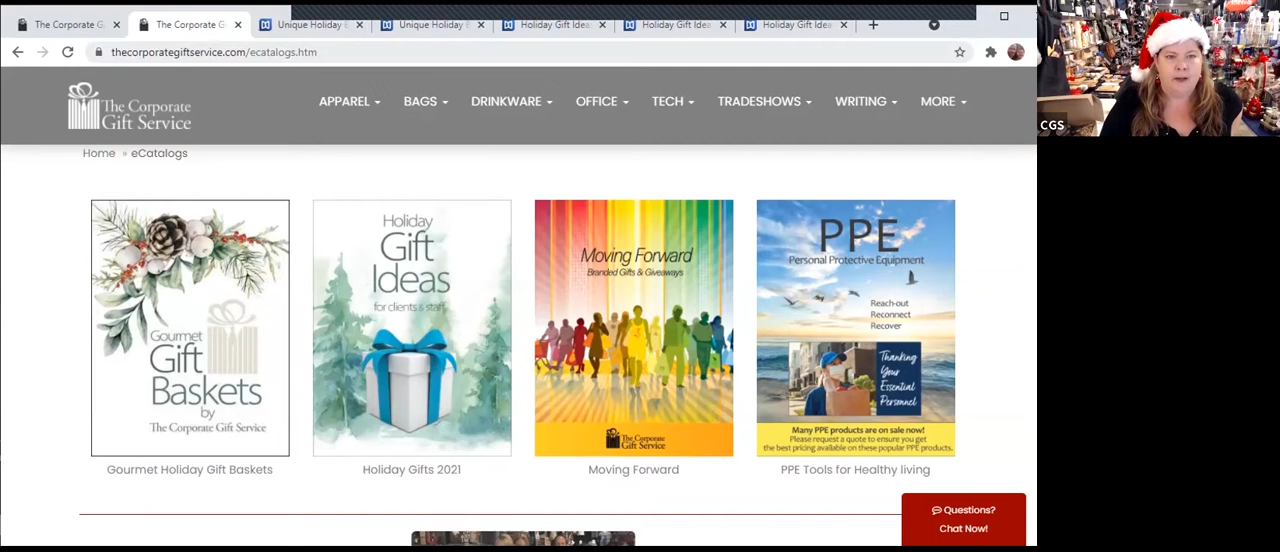 The Corporate G
The Corporate G
Unique Holiday
Unique Holiday
Holiday Gift Idea
Holiday Gift Idea
Holiday Gift Idea
thecorporategiftservice.com/ecatalogs.htm
The Corporate
Gift Service
APPAREL
BAGS
DRINKWARE
OFFICE
TECH
TRADESHOWS
WRITING
MORE
CGS
Home » eCatalogs
Gourmet
Gift
Baskets
by
The Corporate Gift Service
Holiday
Gift
Ideas
for clients & staff
Moving Forward
Branded Gifts & Giveaways
The Corporate
Gift Service
PPE
Personal Protective Equipment
Reach-out
Reconnect
Recover
Thanking
Your
Essential
Personnel
Many PPE products are on sale now!
Please request a quote to ensure you get
the best pricing available on these popular PPE products.
Gourmet Holiday Gift Baskets
Holiday Gifts 2021
Moving Forward
PPE Tools for Healthy living
Questions?
Chat Now!